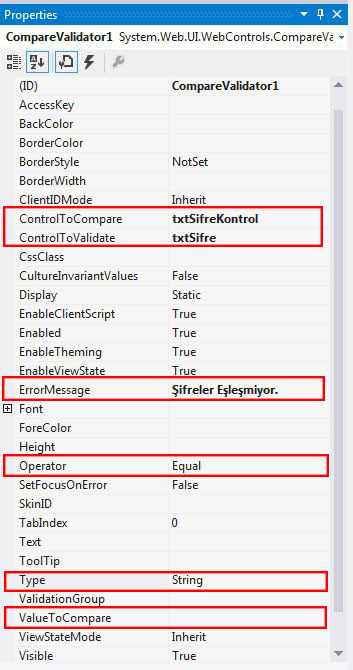 Properties
CompareValidator1 System.Web.UI.WebControls.CompareVa
(ID) CompareValidator1
AccessKey
BackColor
BorderColor
BorderStyle NotSet
BorderWidth
ClientIDMode Inherit
ControlToCompare txtSifreKontrol
ControlToValidate txtSifre
CssClass
CultureInvariantValues False
Display Static
EnableClientScript True
Enabled True
EnableTheming True
EnableViewState True
ErrorMessage Şifreler Eşleşmiyor.
Font
ForeColor
Height
Operator Equal
SetFocusOnError False
SkinID
TabIndex 0
Text
ToolTip
Type String
ValidationGroup
ValueToCompare
ViewStateMode Inherit
Visible True